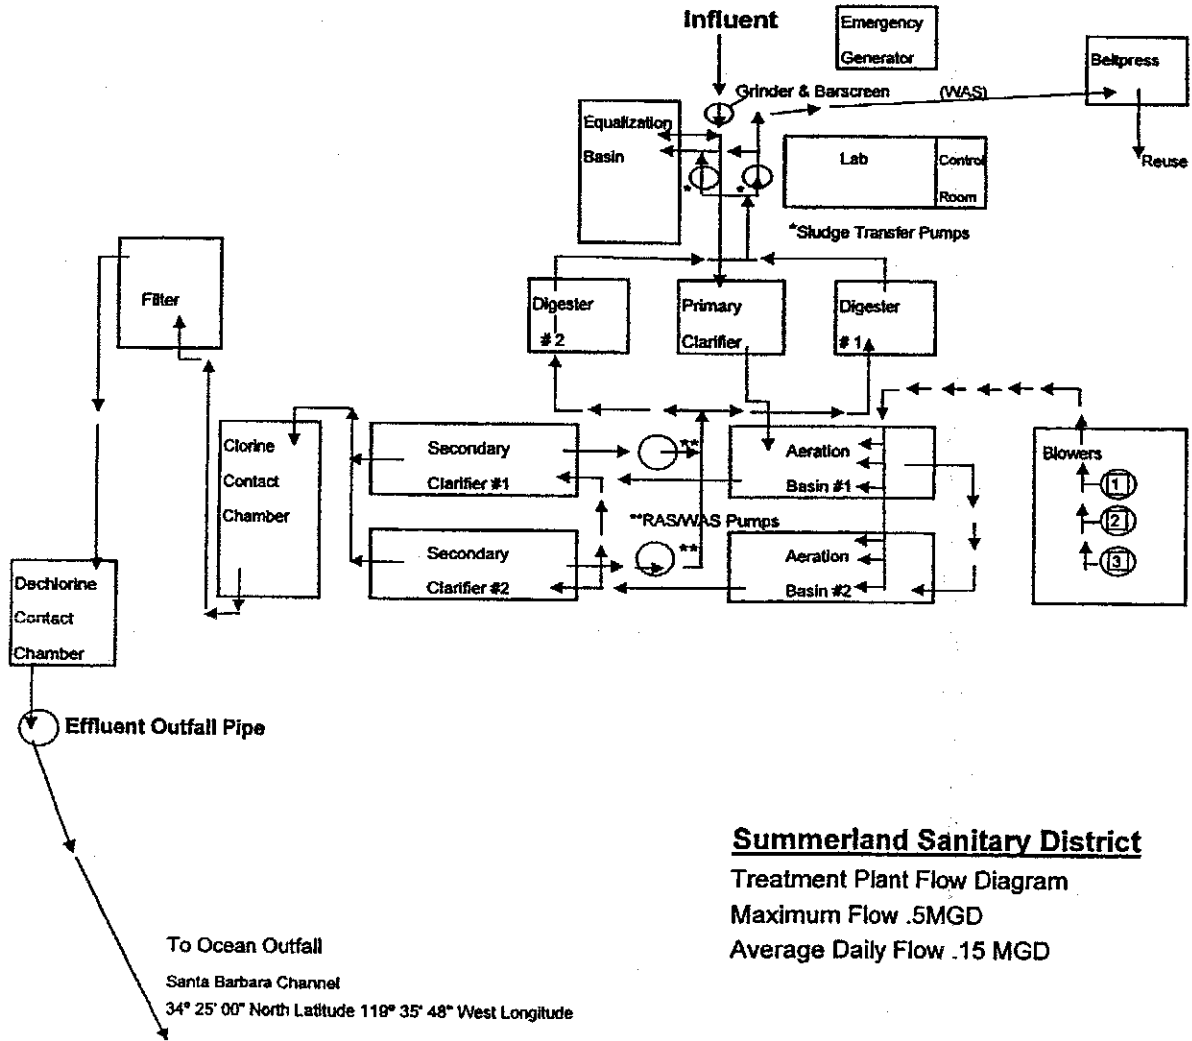 Influent
Emergency
Generator
Beltpress
Grinder & Barscreen
(WAS)
Equalization
Basin
Lab
Control
Room
Reuse
*
*
*Sludge Transfer Pumps
Filter
Digester
# 2
Primary
Clarifier
Digester
# 1
Clorine
Contact
Chamber
Secondary
Clarifier #1
**
Aeration
Basin #1
Blowers
1
2
3
**RAS/WAS Pumps
Secondary
Clarifier #2
**
Aeration
Basin #2
Dechlorine
Contact
Chamber
Effluent Outfall Pipe
Summerland Sanitary District
Treatment Plant Flow Diagram
Maximum Flow .5MGD
Average Daily Flow .15 MGD
To Ocean Outfall
Santa Barbara Channel
34° 25' 00" North Latitude 119° 35' 48" West Longitude